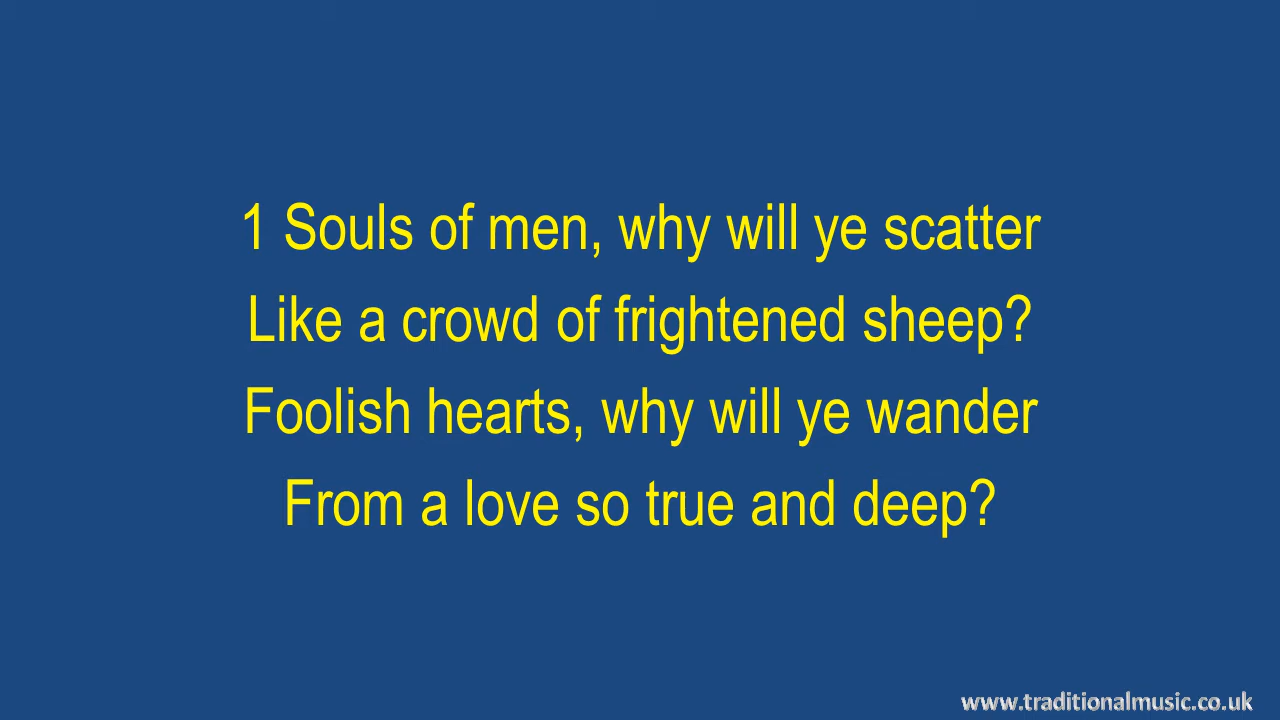 1 Souls of men, why will ye scatter
Like a crowd of frightened sheep?
Foolish hearts, why will ye wander
From a love so true and deep?
www.traditionalmusic.co.uk